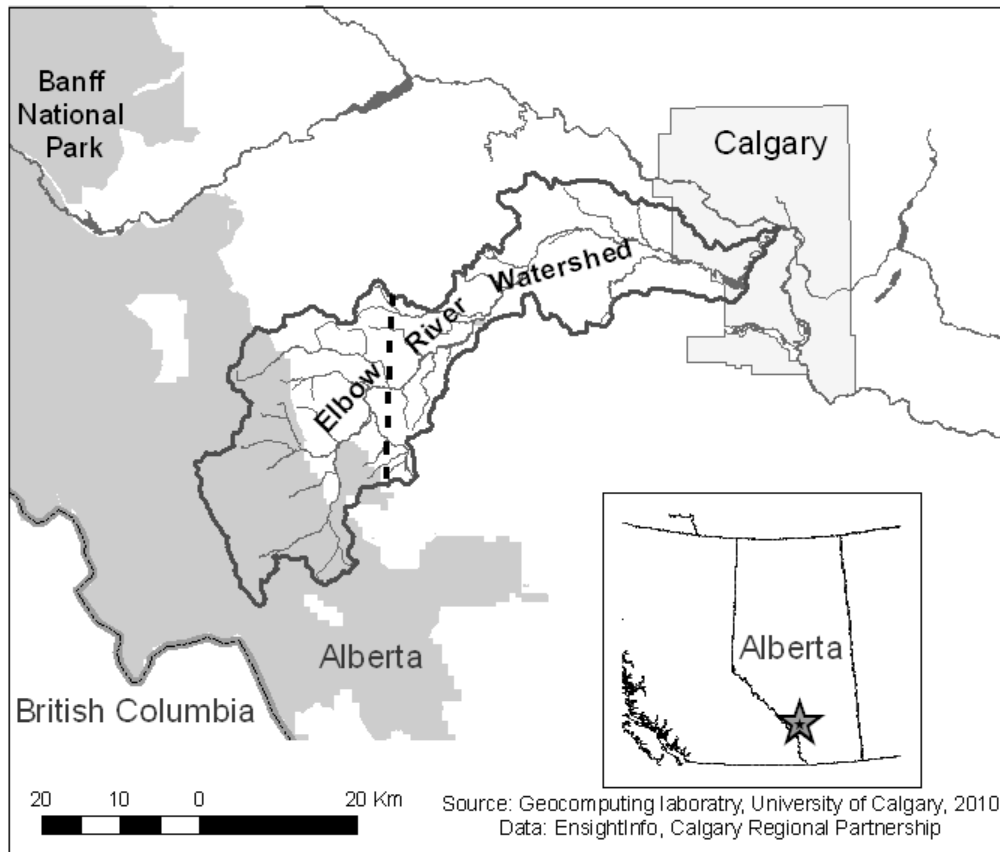 Banff
National
Park
Calgary
Elbow River Watershed
Alberta
British Columbia
Alberta
20 10 0 20 Km
Source: Geocomputing laboratry, University of Calgary, 2010
Data: EnsightInfo, Calgary Regional Partnership